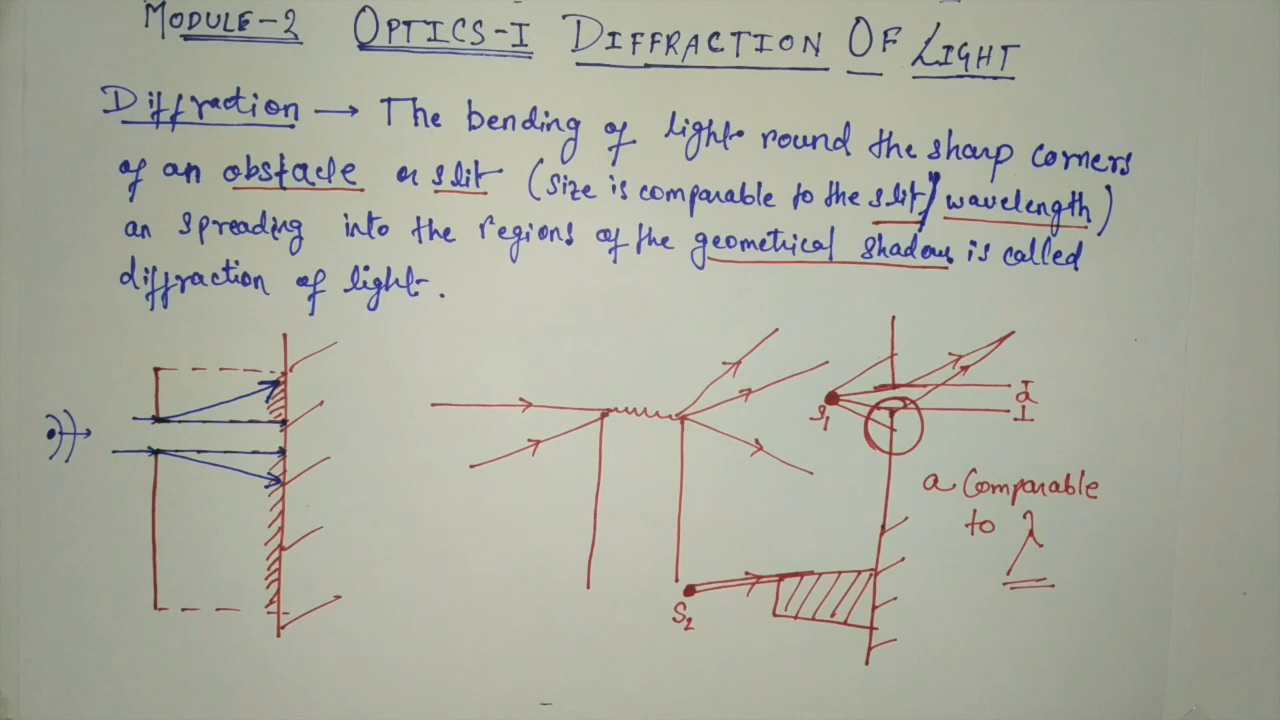 MODULE-2 OPTICS-I DIFFRACTION OF LIGHT
Diffraction → The bending of light round the sharp corners
of an obstacle or slit (size is comparable to the slit/wavelength)
an spreading into the regions of the geometrical shadow is called
diffraction of light.
S1
a
a comparable
to λ
S2